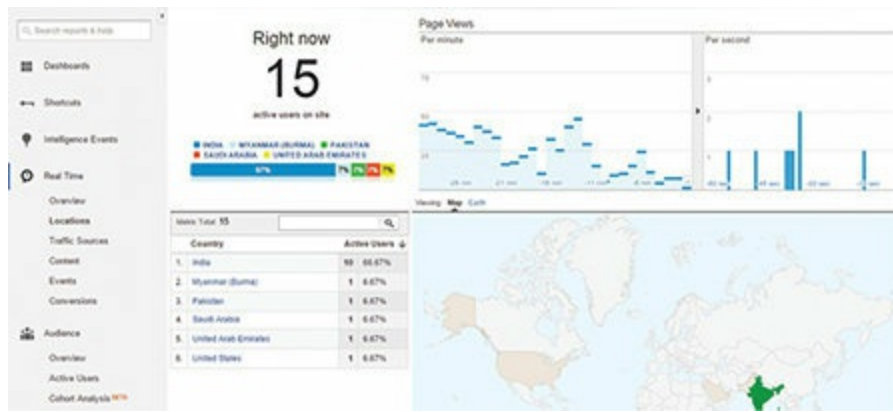 Search reports & help
Dashboards
Shortcuts
Intelligence Events
Real Time
Overview
Locations
Traffic Sources
Content
Events
Conversions
Audience
Overview
Active Users
Cohort Analysis BETA
Right now
15
active users on site
INDIA MYANMAR (BURMA) PAKISTAN
SAUDI ARABIA UNITED ARAB EMIRATES
67% 7% 7% 7% 7%
Metric Total: 15
Country Active Users
1. India 10 66.67%
2. Myanmar (Burma) 1 6.67%
3. Pakistan 1 6.67%
4. Saudi Arabia 1 6.67%
5. United Arab Emirates 1 6.67%
6. United States 1 6.67%
Page Views
Per minute
Per second
Viewing: Map Earth